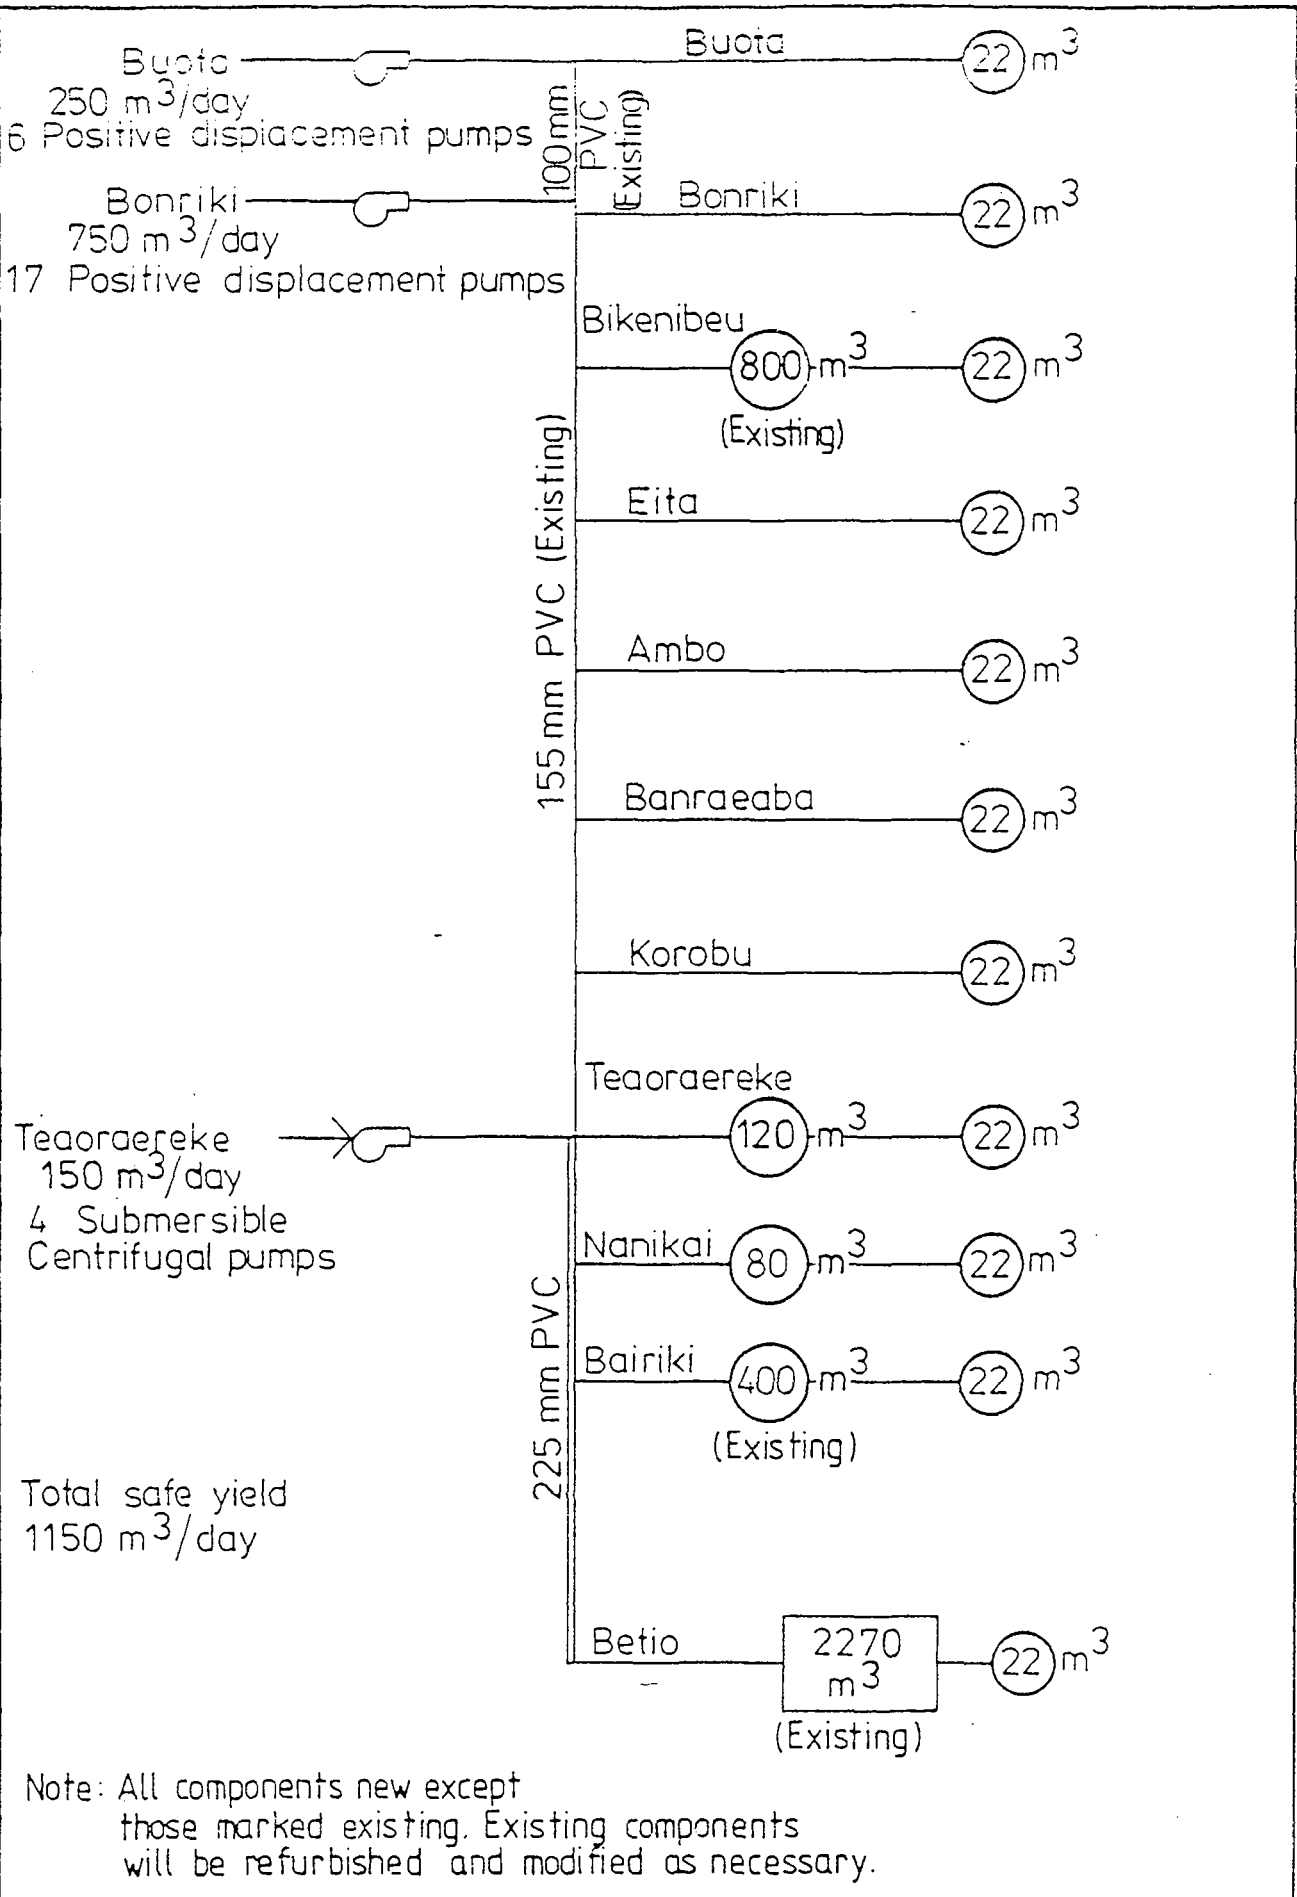 Buota
250 m³/day
6 Positive displacement pumps
Buota
22 m³
100mm
PVC
(Existing)
Bonriki
750 m³/day
17 Positive displacement pumps
Bonriki
22 m³
Bikenibeu
800 m³
(Existing)
22 m³
155mm PVC (Existing)
Eita
22 m³
Ambo
22 m³
Banraeaba
22 m³
Korobu
22 m³
Teaoraereke
150 m³/day
4 Submersible
Centrifugal pumps
Teaoraereke
120 m³
22 m³
Nanikai
80 m³
22 m³
225 mm PVC
Bairiki
400 m³
(Existing)
22 m³
Total safe yield
1150 m³/day
Betio
2270
m³
(Existing)
22 m³
Note: All components new except
those marked existing. Existing components
will be refurbished and modified as necessary.